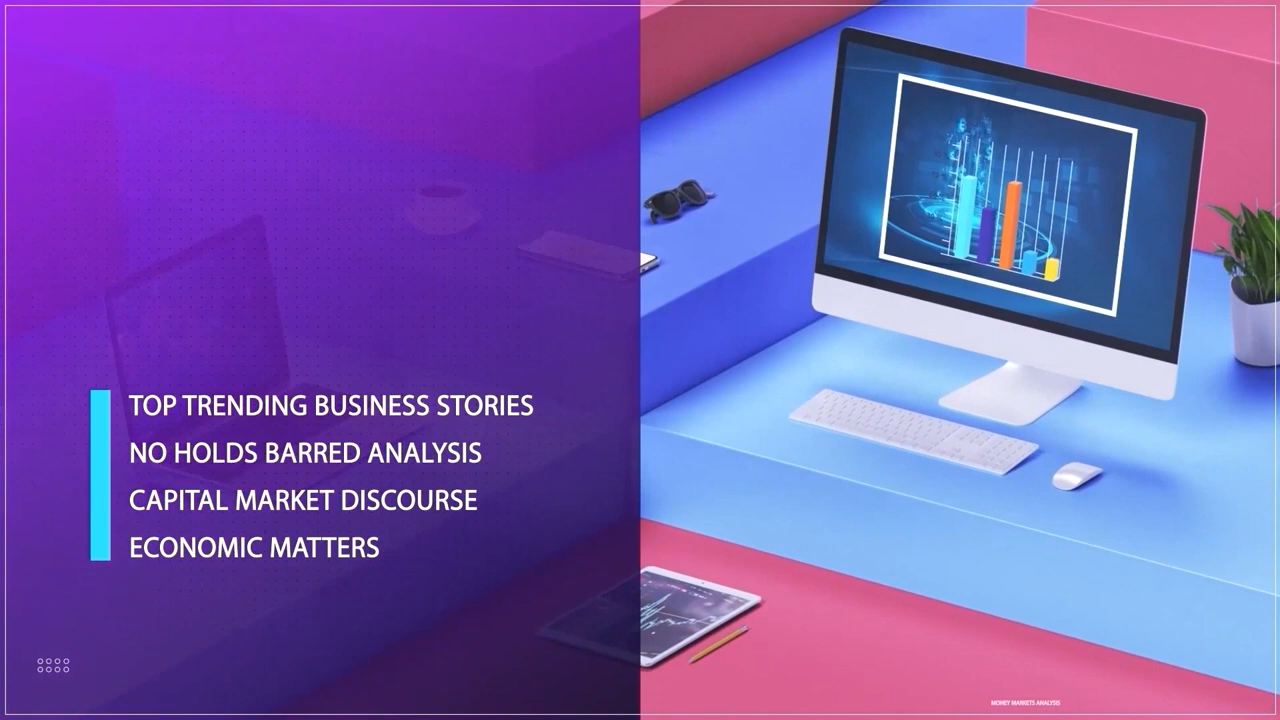 TOP TRENDING BUSINESS STORIES
NO HOLDS BARRED ANALYSIS
CAPITAL MARKET DISCOURSE
ECONOMIC MATTERS
MONEY MARKETS ANALYSIS